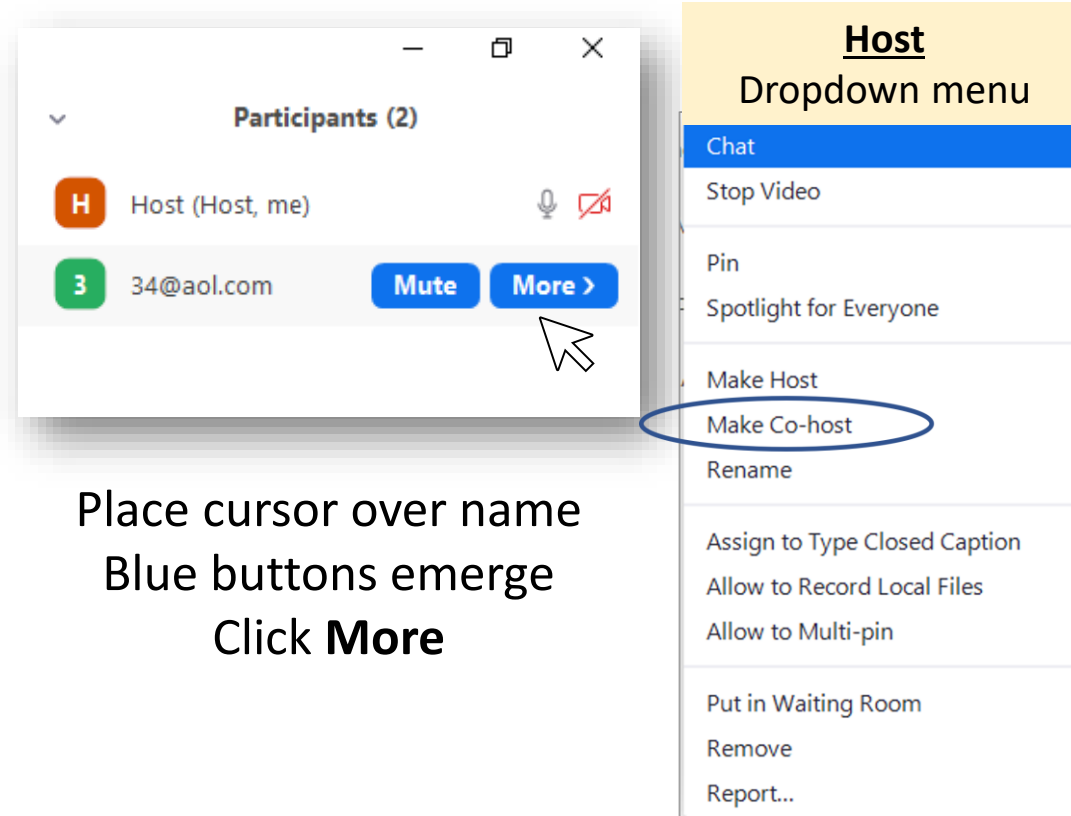 Participants (2)
H Host (Host, me)
3 34@aol.com Mute More >
Place cursor over name
Blue buttons emerge
Click More
Host
Dropdown menu
Chat
Stop Video
Pin
Spotlight for Everyone
Make Host
Make Co-host
Rename
Assign to Type Closed Caption
Allow to Record Local Files
Allow to Multi-pin
Put in Waiting Room
Remove
Report...